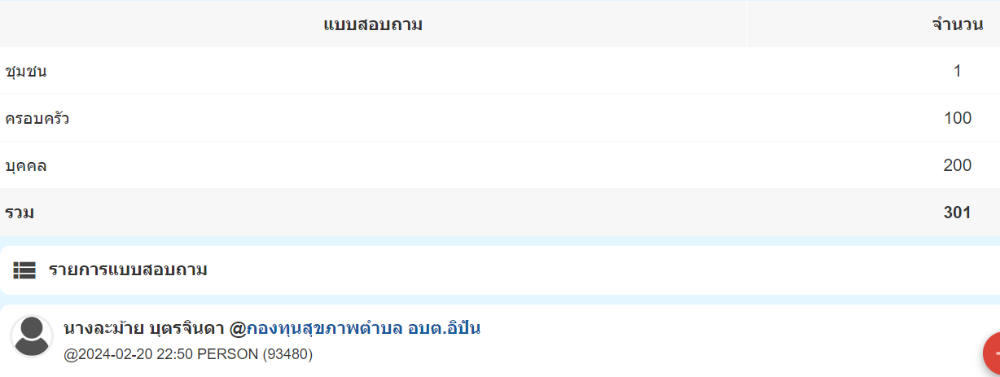 แบบสอบถาม จำนวน
ชุมชน 1
ครอบครัว 100
บุคคล 200
รวม 301
รายการแบบสอบถาม
นางละม้าย บุตรจินดา @กองทุนสุขภาพตำบล อบต.อิปัน
@2024-02-20 22:50 PERSON (93480)